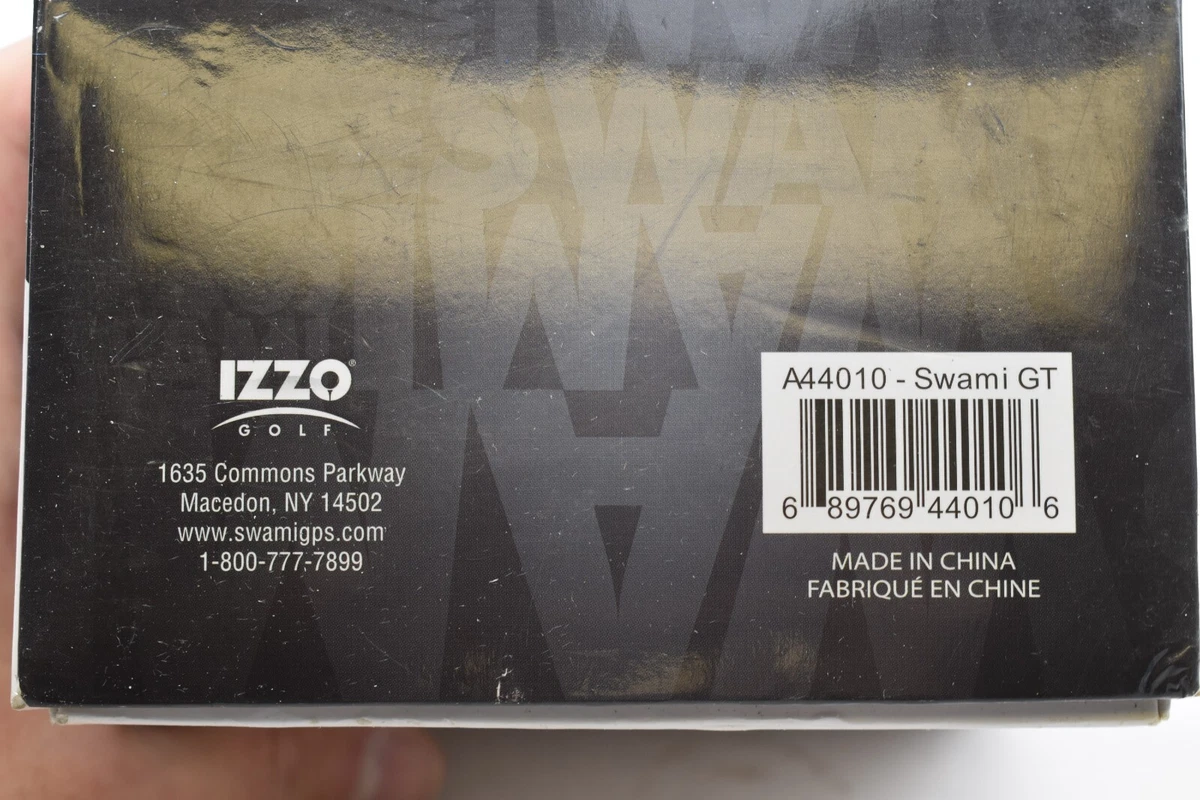 SWAMI
IZZO®
GOLF
1635 Commons Parkway
Macedon, NY 14502
www.swamigps.com
1-800-777-7899
A44010 - Swami GT
6 89769 44010 6
MADE IN CHINA
FABRIQUÉ EN CHINE